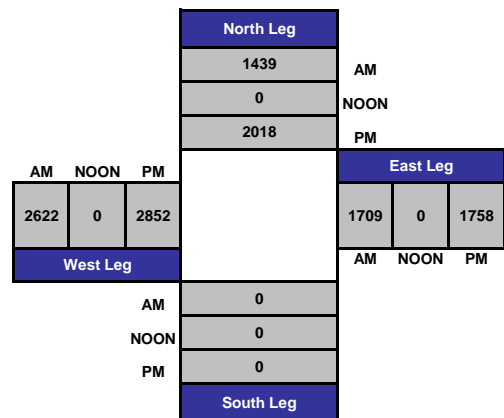 North Leg
1439
AM
0
NOON
2018
PM
AM NOON PM
East Leg
2622 0 2852
1709 0 1758
West Leg
AM NOON PM
AM
0
NOON
0
PM
0
South Leg